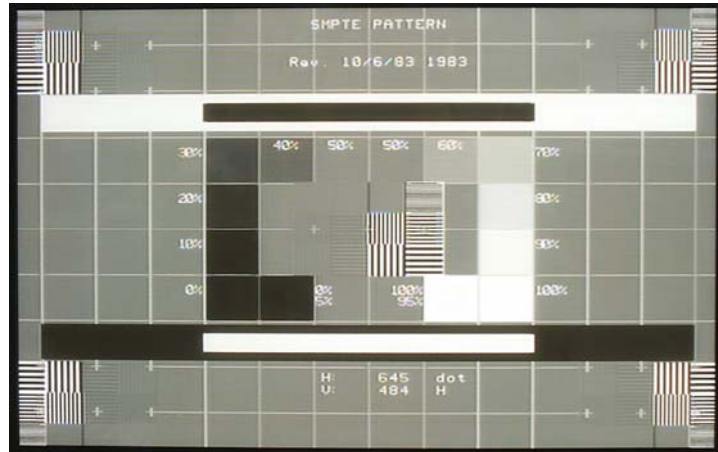 SMPTE PATTERN
Rev. 10/6/83 1983
30% 40% 50% 50% 60% 70%
20% 80%
10% 90%
0% 0% 100% 100%
5% 95%
H: 645 dot
V: 484 H